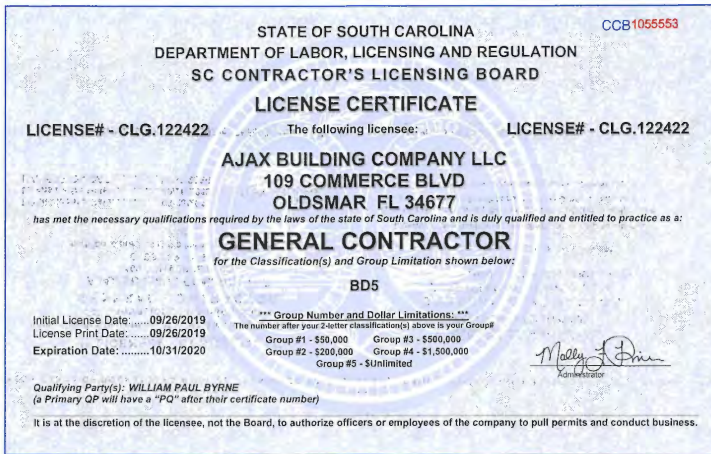 CCB1055553
STATE OF SOUTH CAROLINA
DEPARTMENT OF LABOR, LICENSING AND REGULATION
SC CONTRACTOR'S LICENSING BOARD
LICENSE CERTIFICATE
LICENSE# - CLG.122422 The following licensee: LICENSE# - CLG.122422
AJAX BUILDING COMPANY LLC
109 COMMERCE BLVD
OLDSMAR FL 34677
has met the necessary qualifications required by the laws of the state of South Carolina and is duly qualified and entitled to practice as a:
GENERAL CONTRACTOR
for the Classification(s) and Group Limitation shown below:
BD5
Initial License Date: ......09/26/2019
License Print Date: ......09/26/2019
Expiration Date: .........10/31/2020
*** Group Number and Dollar Limitations: ***
The number after your 2-letter classification(s) above is your Group#
Group #1 - $50,000 Group #3 - $500,000
Group #2 - $200,000 Group #4 - $1,500,000
Group #5 - $Unlimited
Administrator
Qualifying Party(s): WILLIAM PAUL BYRNE
(a Primary QP will have a "PQ" after their certificate number)
It is at the discretion of the licensee, not the Board, to authorize officers or employees of the company to pull permits and conduct business.